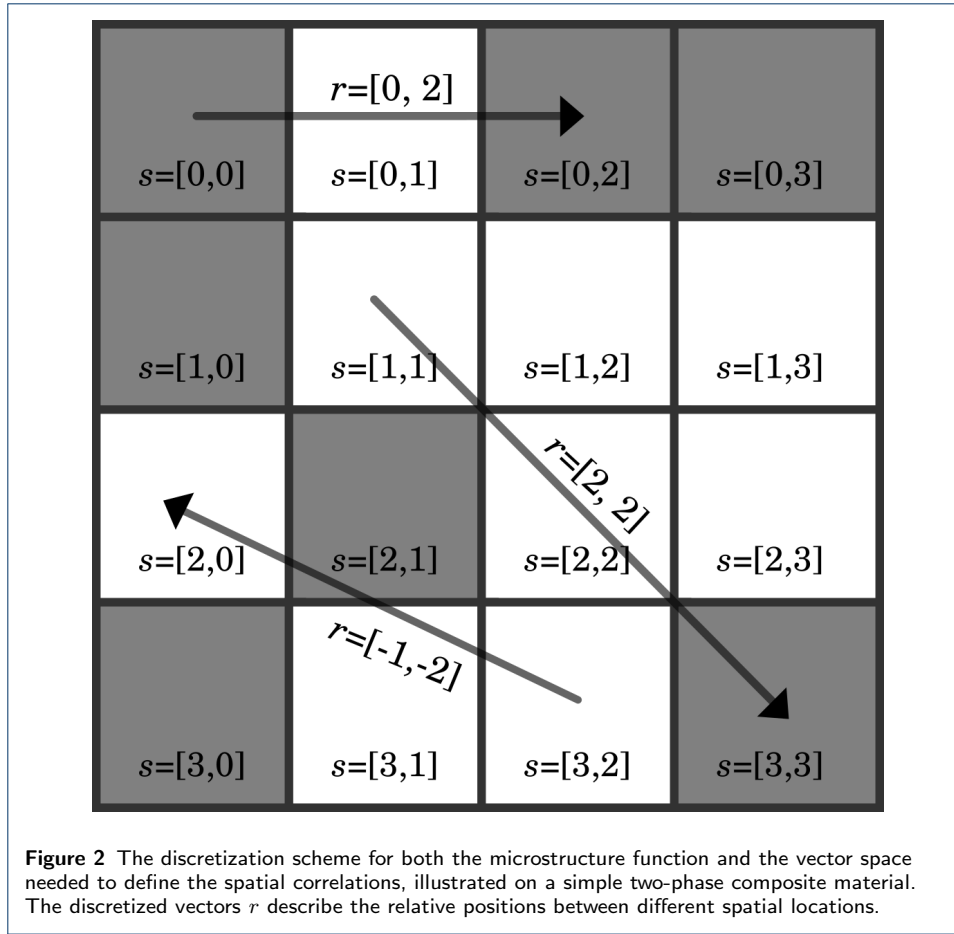 r=[0, 2]
s=[0,0] s=[0,1] s=[0,2] s=[0,3]
s=[1,0] s=[1,1] s=[1,2] s=[1,3]
r=[2, 2]
s=[2,0] s=[2,1] s=[2,2] s=[2,3]
r=[-1,-2]
s=[3,0] s=[3,1] s=[3,2] s=[3,3]
Figure 2 The discretization scheme for both the microstructure function and the vector space
needed to define the spatial correlations, illustrated on a simple two-phase composite material.
The discretized vectors r describe the relative positions between different spatial locations.